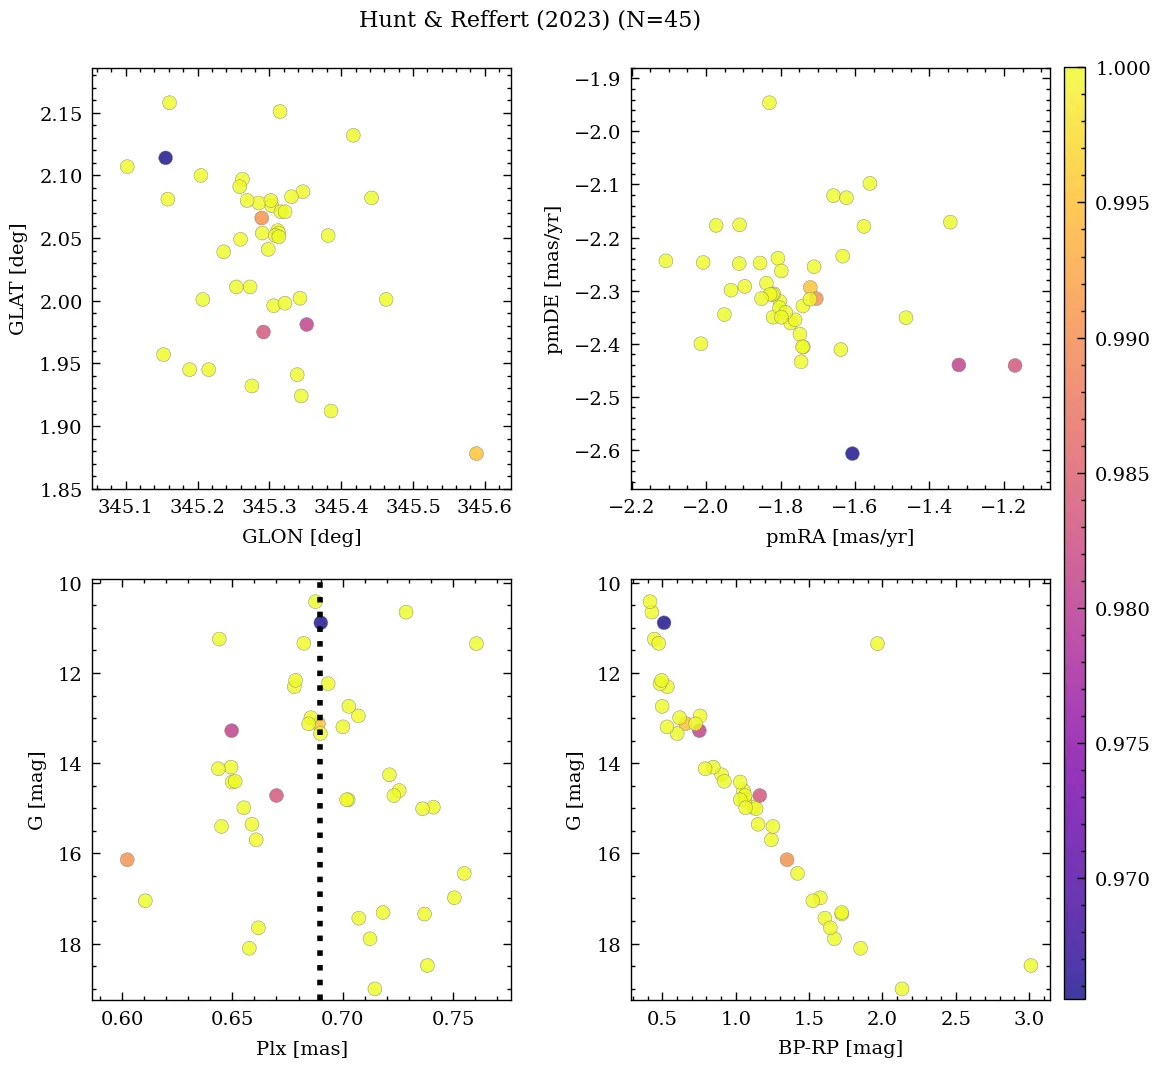 Hunt & Reffert (2023) (N=45)
2.15
2.10
2.05
2.00
1.95
1.90
1.85
GLAT [deg]
345.1 345.2 345.3 345.4 345.5 345.6
GLON [deg]
−1.9
−2.0
−2.1
−2.2
−2.3
−2.4
−2.5
−2.6
pmDE [mas/yr]
−2.2 −2.0 −1.8 −1.6 −1.4 −1.2
pmRA [mas/yr]
1.000
0.995
0.990
0.985
0.980
0.975
0.970
10
12
14
16
18
G [mag]
0.60 0.65 0.70 0.75
Plx [mas]
10
12
14
16
18
G [mag]
0.5 1.0 1.5 2.0 2.5 3.0
BP-RP [mag]